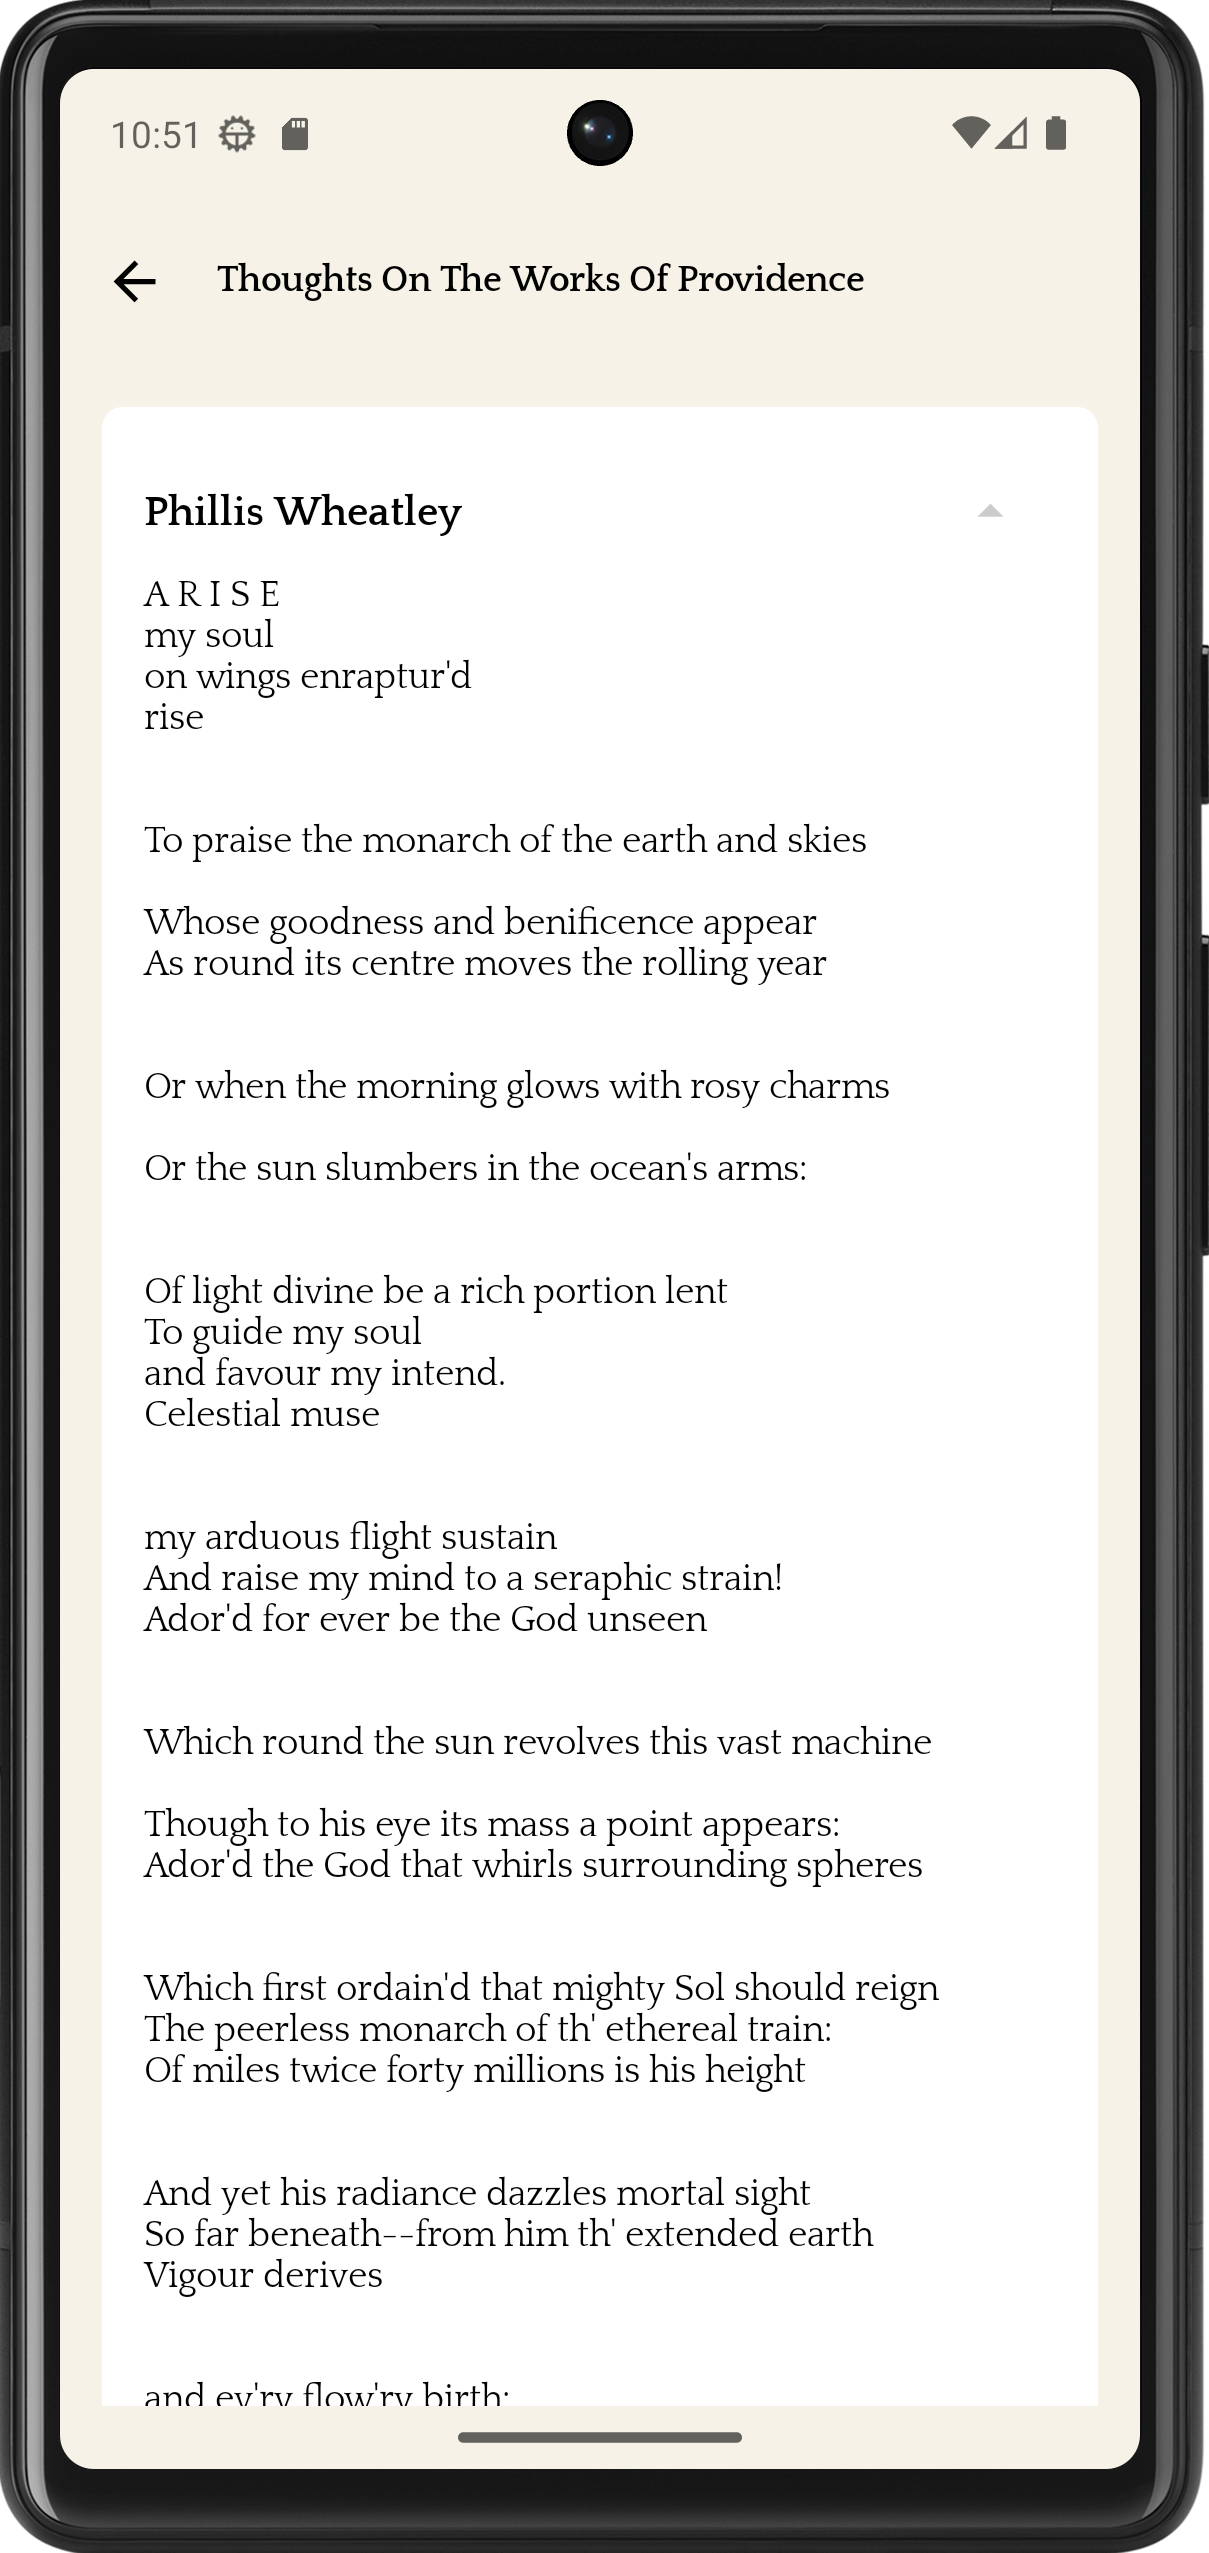 10:51
Thoughts On The Works Of Providence
Phillis Wheatley
A R I S E
my soul
on wings enraptur'd
rise
To praise the monarch of the earth and skies
Whose goodness and benificence appear
As round its centre moves the rolling year
Or when the morning glows with rosy charms
Or the sun slumbers in the ocean's arms:
Of light divine be a rich portion lent
To guide my soul
and favour my intend.
Celestial muse
my arduous flight sustain
And raise my mind to a seraphic strain!
Ador'd for ever be the God unseen
Which round the sun revolves this vast machine
Though to his eye its mass a point appears:
Ador'd the God that whirls surrounding spheres
Which first ordain'd that mighty Sol should reign
The peerless monarch of th' ethereal train:
Of miles twice forty millions is his height
And yet his radiance dazzles mortal sight
So far beneath--from him th' extended earth
Vigour derives
and ev'ry flow'ry birth: